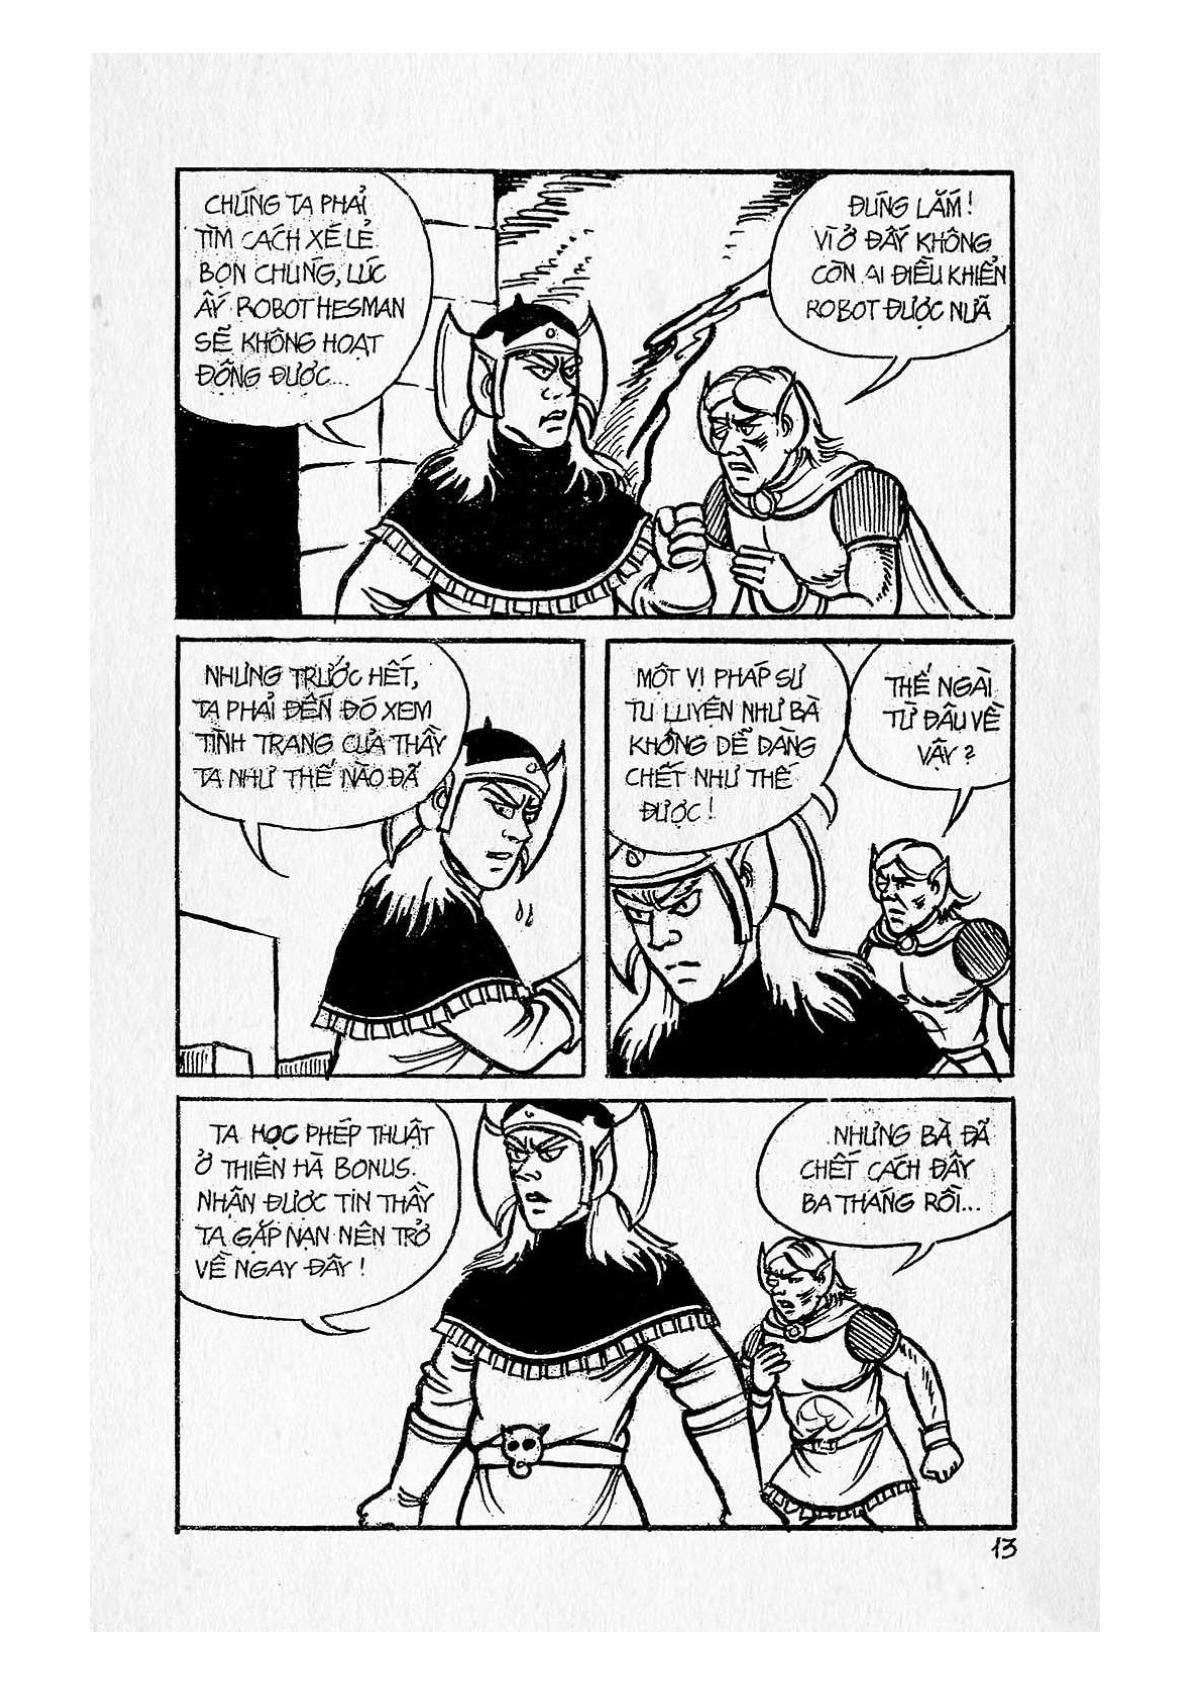 CHÚNG TA PHẢI
TÌM CÁCH XÉ LẺ
BỌN CHÚNG, LÚC
ẤY ROBOT HESMAN
SẼ KHÔNG HOẠT
ĐỘNG ĐƯỢC...
ĐÚNG LẮM!
VÌ Ở ĐẤY KHÔNG
CÒN AI ĐIỀU KHIỂN
ROBOT ĐƯỢC NỮA
NHƯNG TRƯỚC HẾT,
TA PHẢI ĐẾN ĐÓ XEM
TÌNH TRẠNG CỦA THẦY
TA NHƯ THẾ NÀO ĐÃ
MỘT VỊ PHÁP SƯ
TU LUYỆN NHƯ BÀ
KHÔNG DỂ DÀNG
CHẾT NHƯ THẾ
ĐƯỢC!
THẾ NGÀI
TỪ ĐÂU VỀ
VẬY?
TA HỌC PHÉP THUẬT
Ở THIÊN HÀ BONUS.
NHẬN ĐƯỢC TIN THẦY
TA GẶP NẠN NÊN TRỞ
VỀ NGAY ĐÂY!
NHƯNG BÀ ĐÃ
CHẾT CÁCH ĐÂY
BA THÁNG RỒI...
13